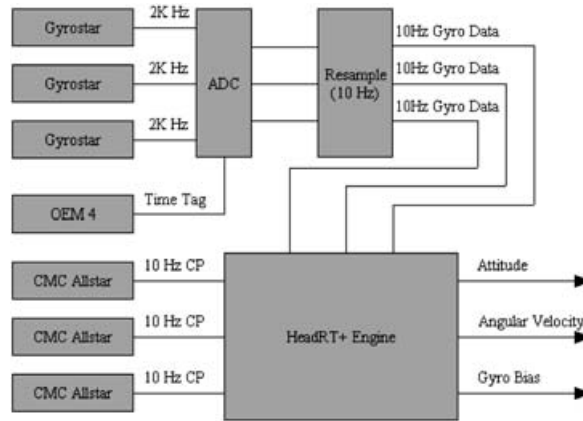 Gyrostar
2K Hz
Gyrostar
2K Hz
Gyrostar
2K Hz
ADC
Resample
(10 Hz)
10Hz Gyro Data
10Hz Gyro Data
10Hz Gyro Data
OEM 4
Time Tag
CMC Allstar
10 Hz CP
CMC Allstar
10 Hz CP
CMC Allstar
10 Hz CP
HeadRT+ Engine
Attitude
Angular Velocity
Gyro Bias